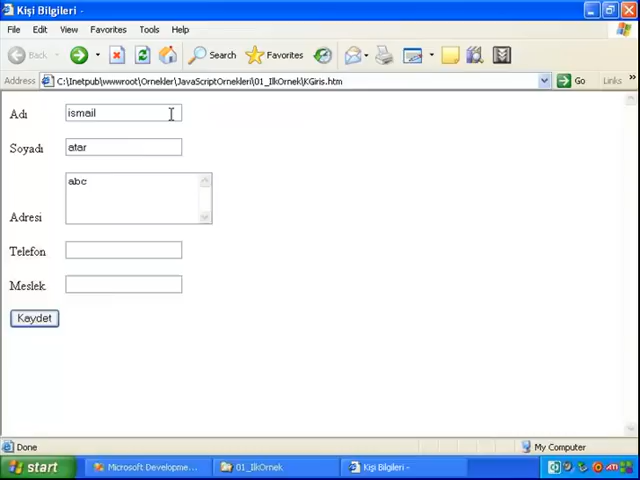 Kişi Bilgileri -
File Edit View Favorites Tools Help
Back Search Favorites
Address C:\Inetpub\wwwroot\Ornekler\JavaScriptOrnekleri\01_IlkOrnek\KGiris.htm Go Links »
Adı ismail
Soyadı atar
abc
Adresi
Telefon
Meslek
Kaydet
Done My Computer
start Microsoft Developme... 01_IlkOrnek Kişi Bilgileri -